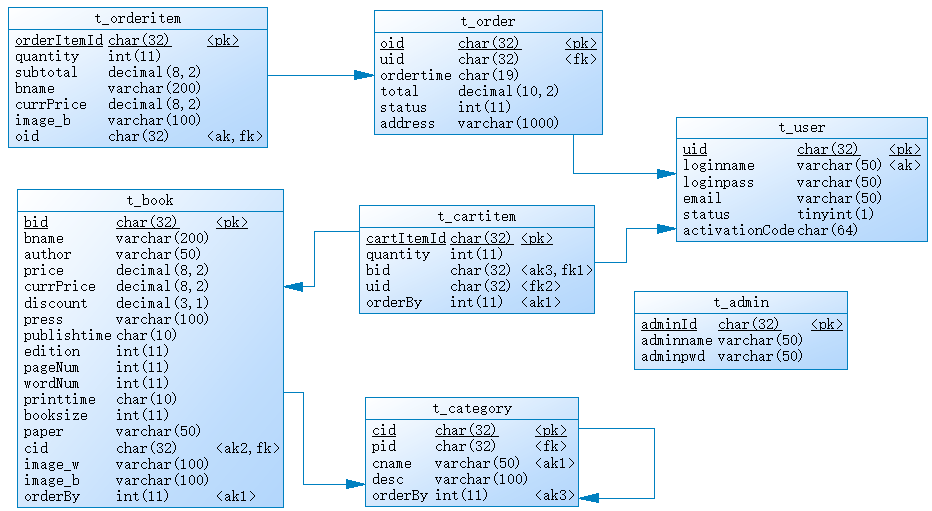 t_orderitem
orderItemId char(32) <pk>
quantity int(11)
subtotal decimal(8,2)
bname varchar(200)
currPrice decimal(8,2)
image_b varchar(100)
oid char(32) <ak,fk>
t_order
oid char(32) <pk>
uid char(32) <fk>
ordertime char(19)
total decimal(10,2)
status int(11)
address varchar(1000)
t_user
uid char(32) <pk>
loginname varchar(50) <ak>
loginpass varchar(50)
email varchar(50)
status tinyint(1)
activationCode char(64)
t_book
bid char(32) <pk>
bname varchar(200)
author varchar(50)
price decimal(8,2)
currPrice decimal(8,2)
discount decimal(3,1)
press varchar(100)
publishtime char(10)
edition int(11)
pageNum int(11)
wordNum int(11)
printtime char(10)
booksize int(11)
paper varchar(50)
cid char(32) <ak2,fk>
image_w varchar(100)
image_b varchar(100)
orderBy int(11) <ak1>
t_cartitem
cartItemId char(32) <pk>
quantity int(11)
bid char(32) <ak3,fk1>
uid char(32) <fk2>
orderBy int(11) <ak1>
t_admin
adminId char(32) <pk>
adminname varchar(50)
adminpwd varchar(50)
t_category
cid char(32) <pk>
pid char(32) <fk>
cname varchar(50) <ak1>
desc varchar(100)
orderBy int(11) <ak3>